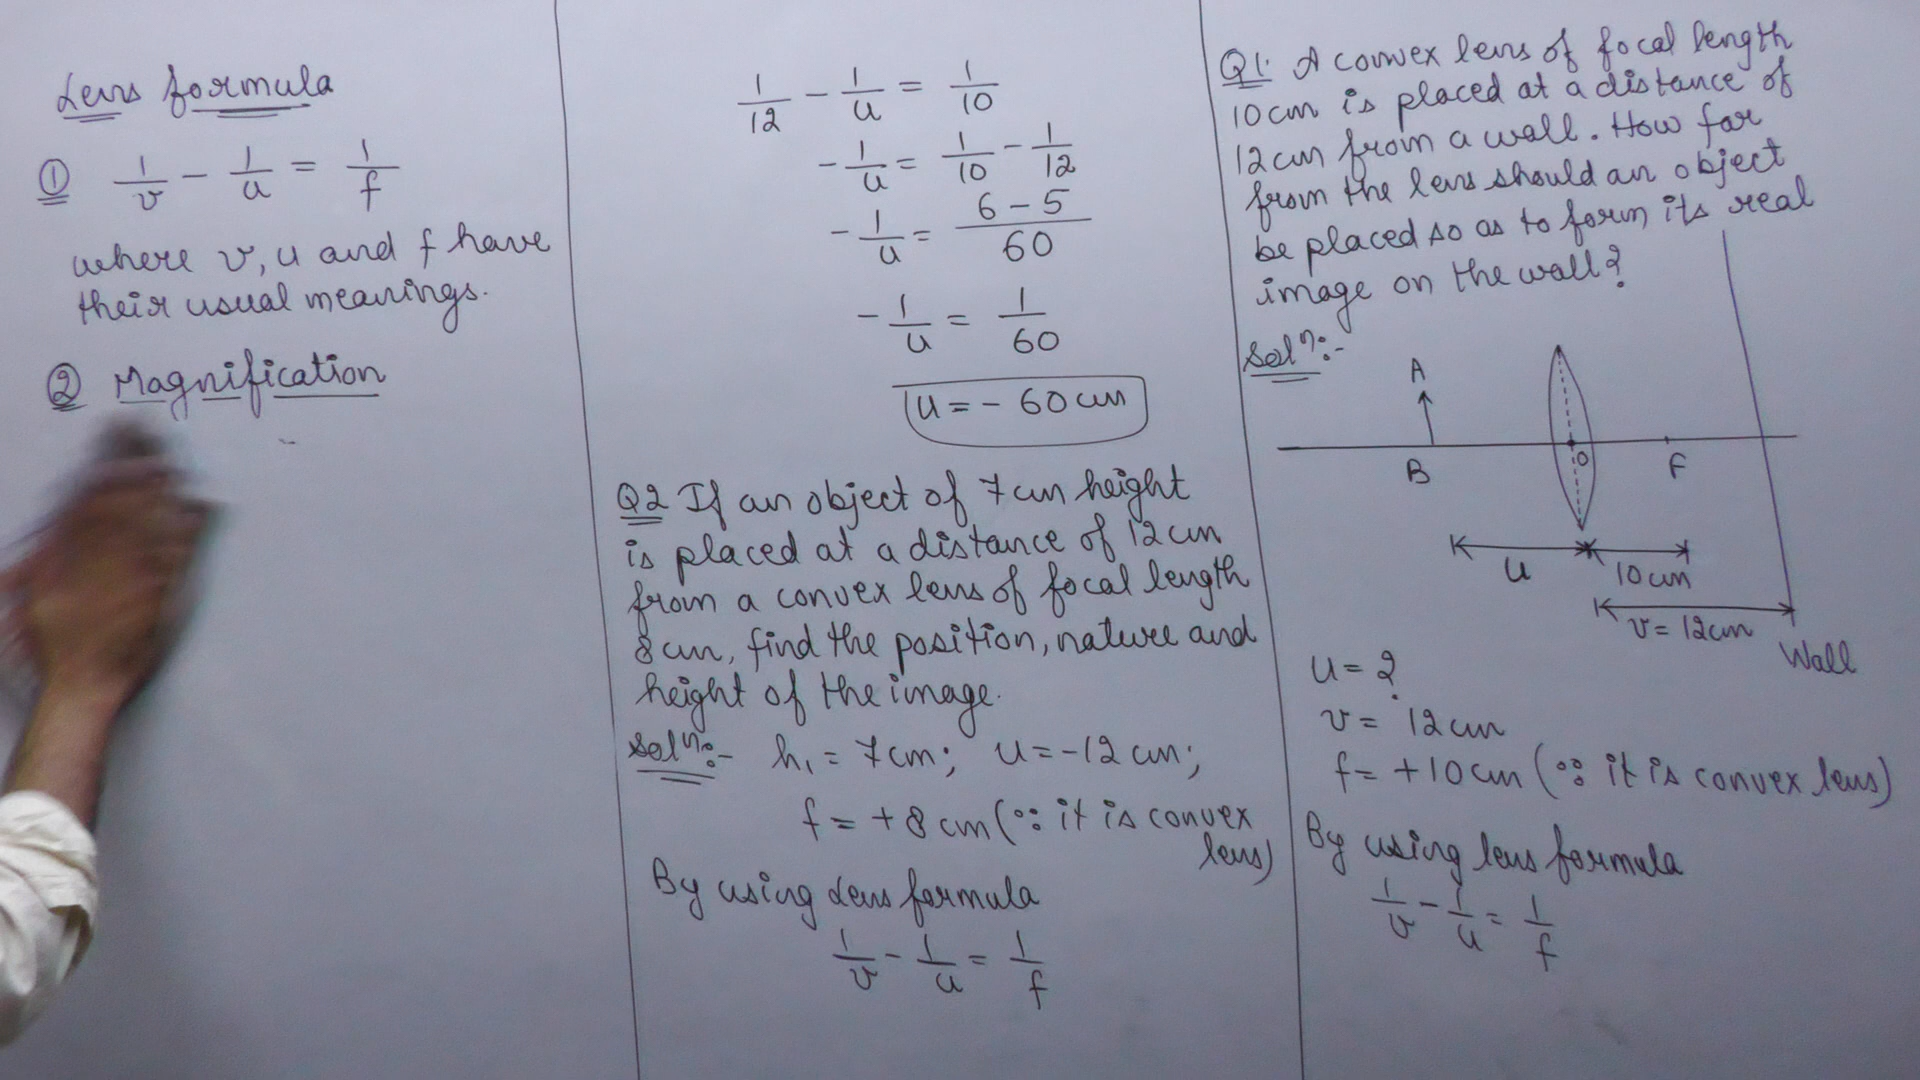 Lens formula
① 1/v - 1/u = 1/f
where v, u and f have
their usual meanings.
② Magnification
1/12 - 1/u = 1/10
-1/u = 1/10 - 1/12
-1/u = (6 - 5)/60
-1/u = 1/60
u = - 60 cm
Q2 If an object of 7 cm height
is placed at a distance of 12 cm
from a convex lens of focal length
8 cm, find the position, nature and
height of the image.
Solⁿ:- h₁ = 7 cm; u = -12 cm;
f = +8 cm (∵ it is convex
lens)
By using Lens formula
1/v - 1/u = 1/f
Q1. A convex lens of focal length
10 cm is placed at a distance of
12 cm from a wall. How far
from the lens should an object
be placed so as to form its real
image on the wall?
Solⁿ:-
A
B
O
F
u
10 cm
v = 12 cm
Wall
u = ?
v = 12 cm
f = +10 cm (∵ it is convex lens)
By using lens formula
1/v - 1/u = 1/f